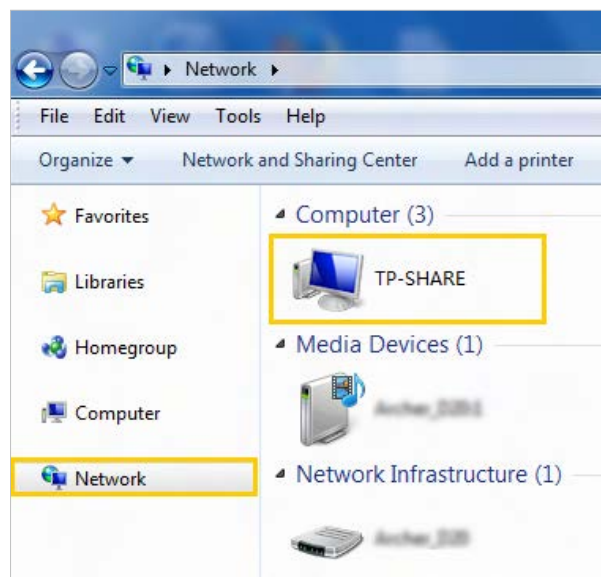 Network
File Edit View Tools Help
Organize Network and Sharing Center Add a printer
Favorites
Libraries
Homegroup
Computer
Network
Computer (3)
TP-SHARE
Media Devices (1)
Network Infrastructure (1)